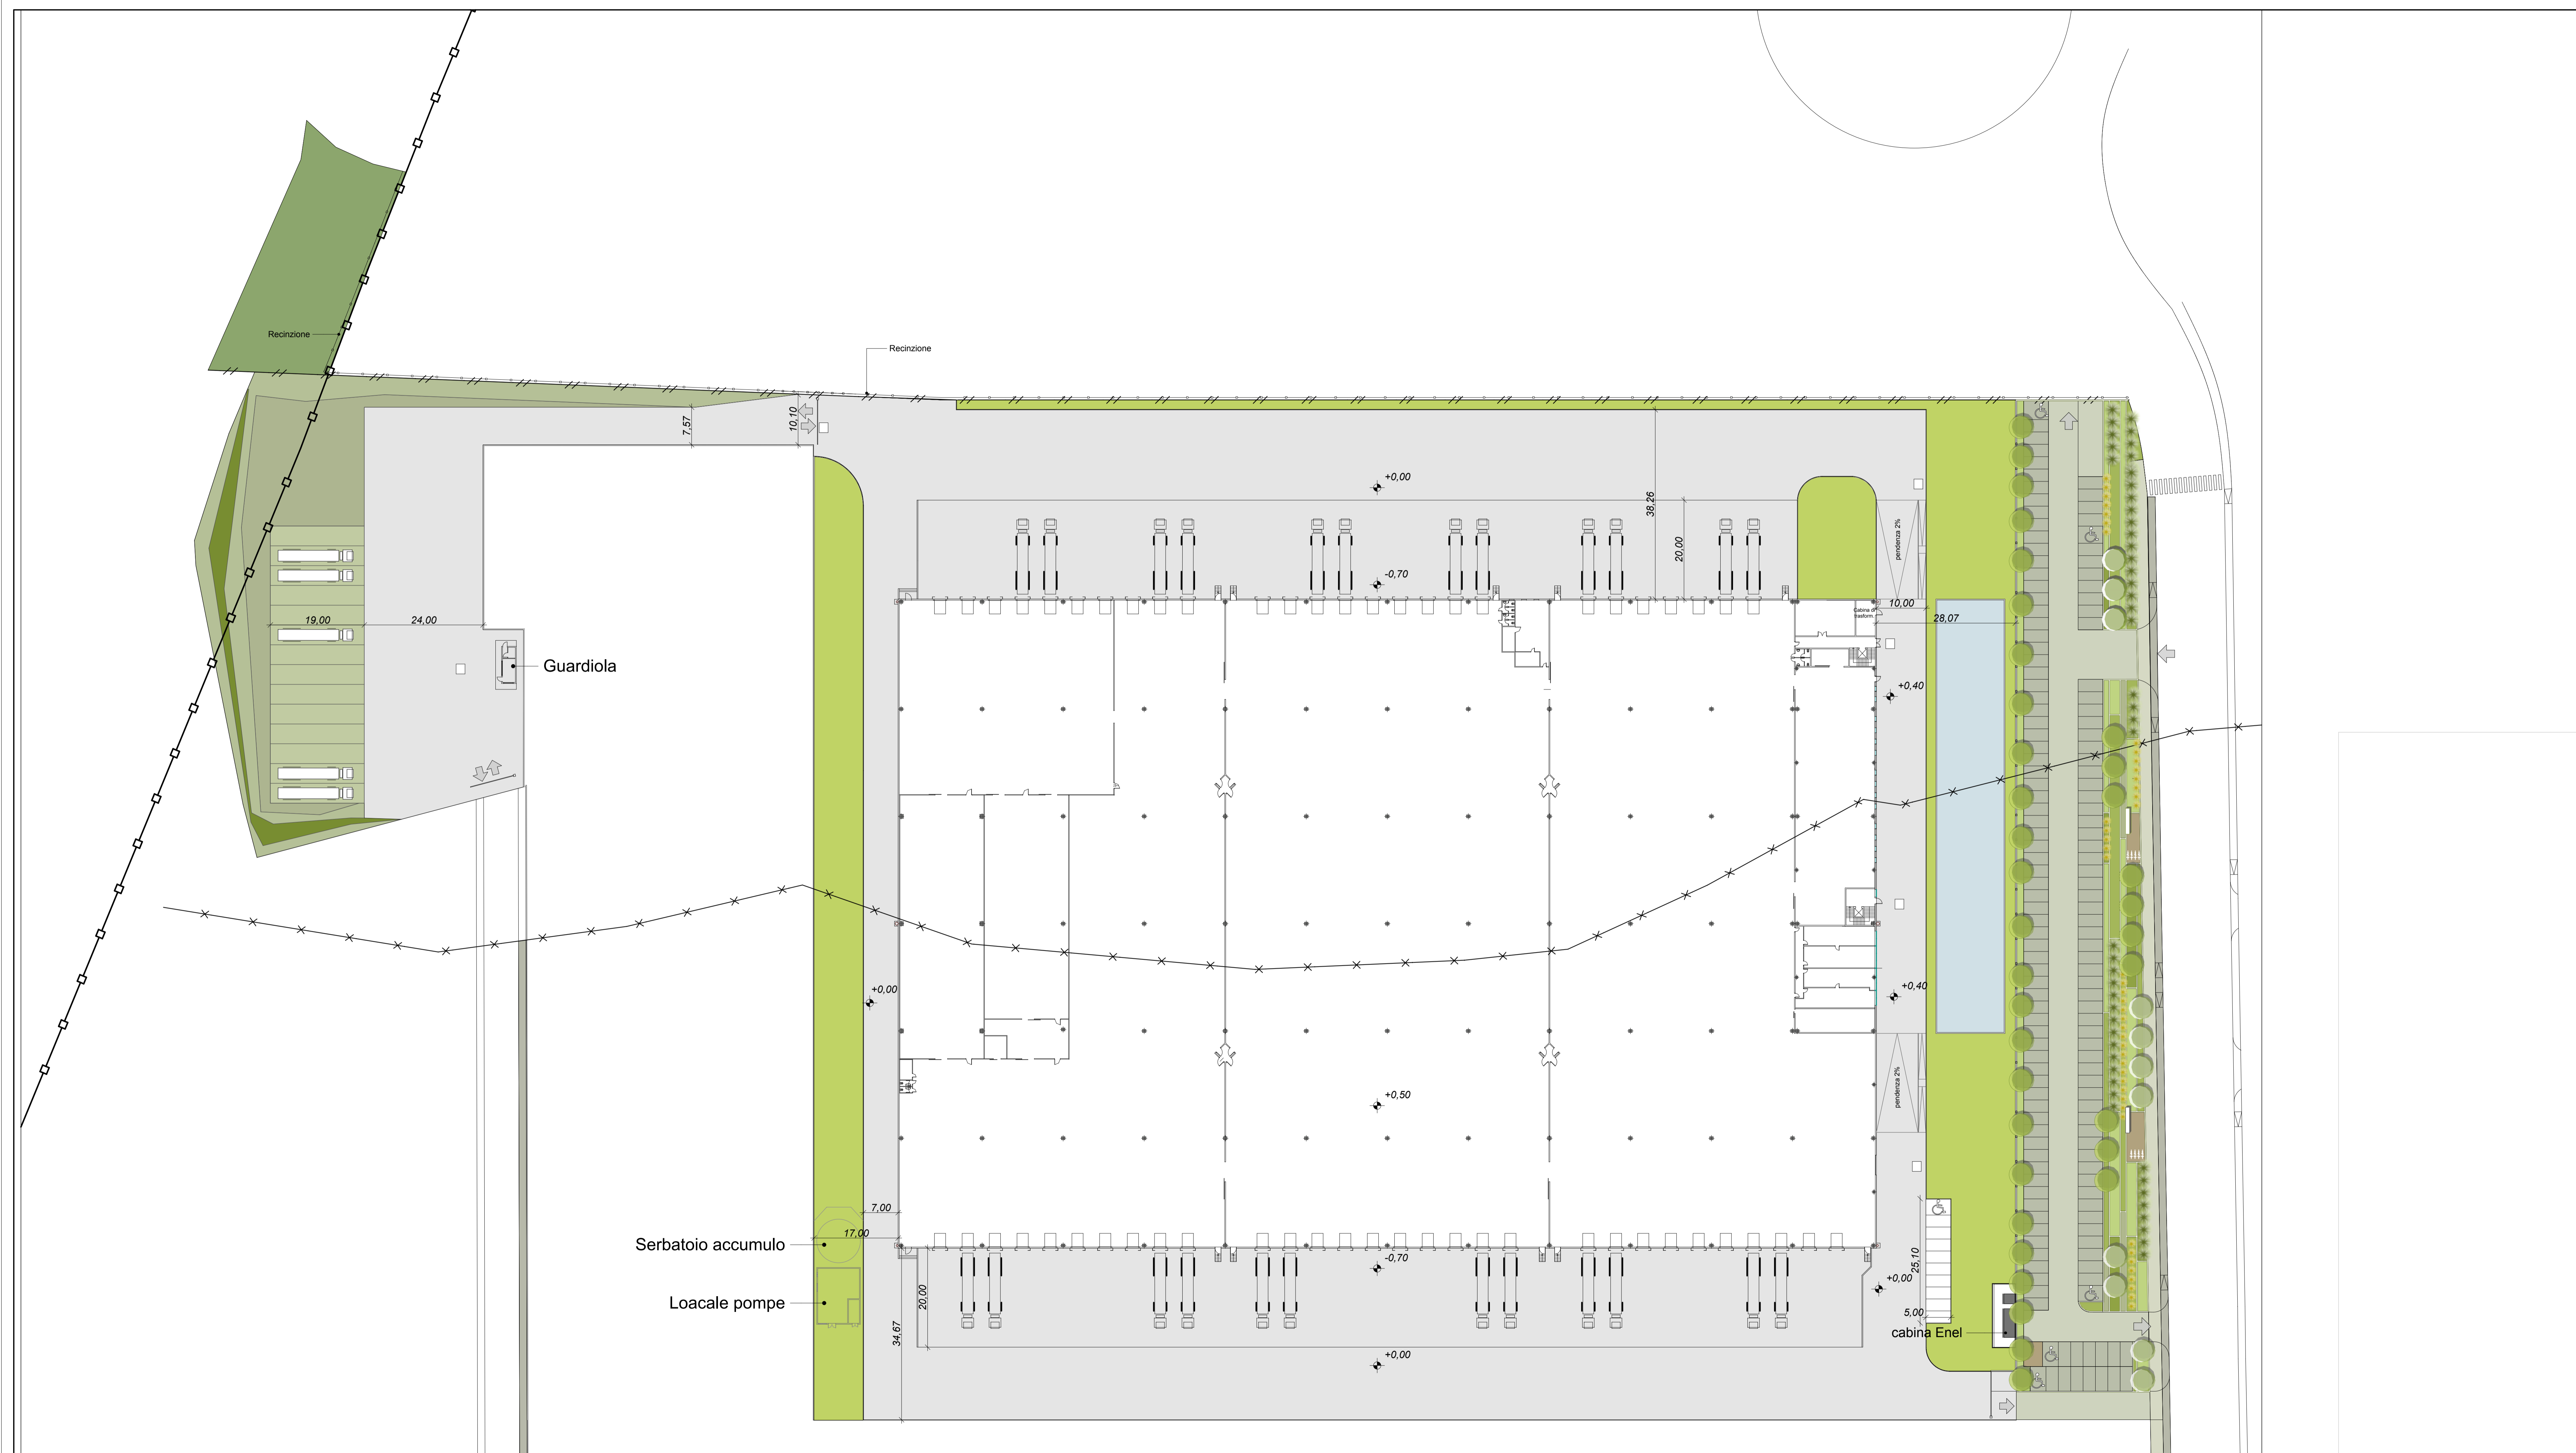 Recinzione
Recinzione
7,57
10,10
+0,00
38,26
20,00
pendenza 2%
-0,70
Cabina di
trasform.
10,00
28,07
19,00
24,00
Guardiola
+0,40
+0,00
+0,40
pendenza 2%
+0,50
7,00
17,00
Serbatoio accumulo
-0,70
25,10
+0,00
20,00
Loacale pompe
5,00
34,67
cabina Enel
+0,00